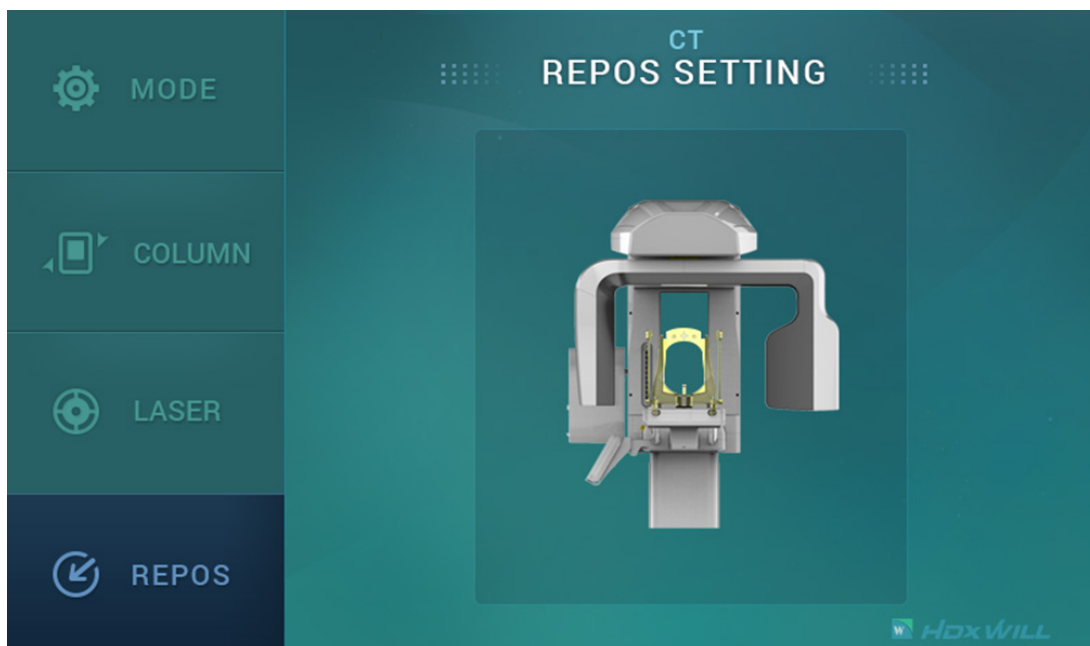 MODE
COLUMN
LASER
REPOS
CT
REPOS SETTING
W HDXWILL